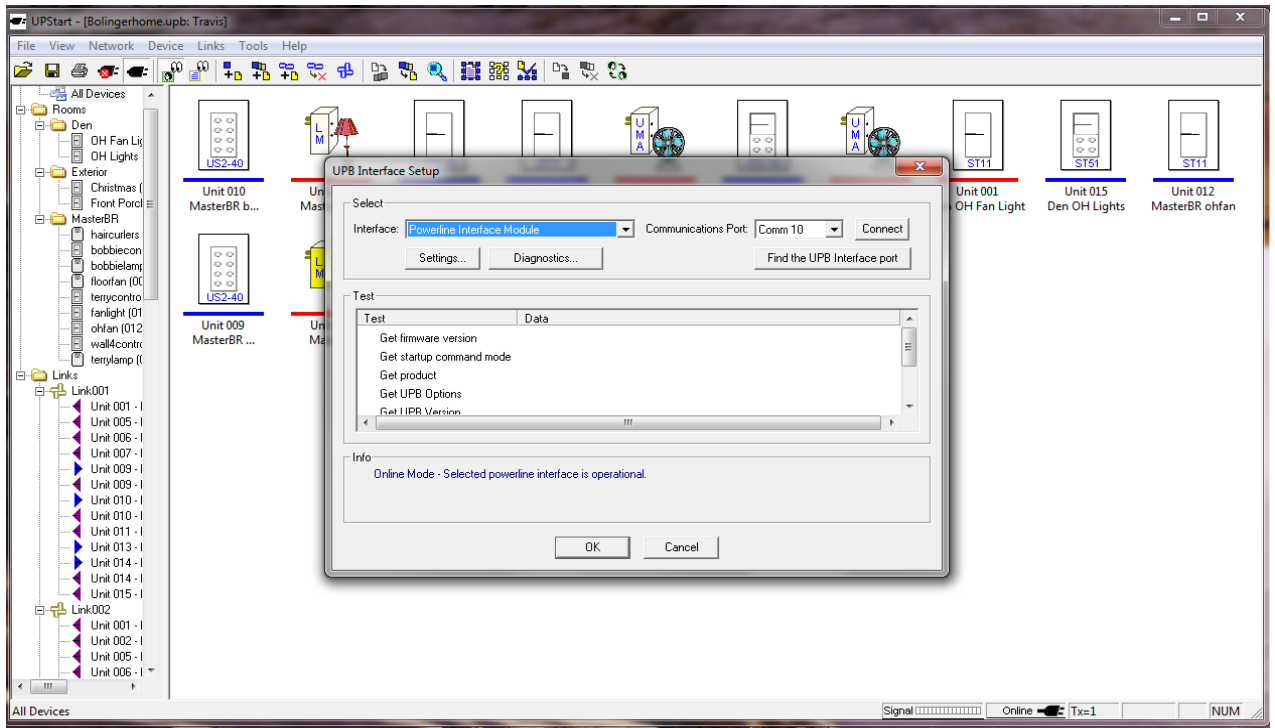 UPStart - [Bolingerhome.upb: Travis]
File View Network Device Links Tools Help
All Devices
Rooms
Den
OH Fan Lig
OH Lights
Exterior
Christmas (
Front Porcl
MasterBR
haircurlers
bobbiecon
bobbielamp
floorfan (00
terrycontro
fanlight (01
ohfan (012
wall4contro
terrylamp (0
Links
Link001
Unit 001 - I
Unit 005 - I
Unit 006 - I
Unit 007 - I
Unit 009 - I
Unit 009 - I
Unit 010 - I
Unit 010 - I
Unit 011 - I
Unit 013 - I
Unit 014 - I
Unit 014 - I
Unit 015 - I
Link002
Unit 001 - I
Unit 002 - I
Unit 005 - I
Unit 006 - I
US2-40
Unit 010
MasterBR b...
L
M
Un
Mast
U
M
A
U
M
A
ST11
Unit 001
OH Fan Light
ST51
Unit 015
Den OH Lights
ST11
Unit 012
MasterBR ohfan
US2-40
Unit 009
MasterBR ...
L
M
Un
Ma
UPB Interface Setup
Select
Interface: Powerline Interface Module Communications Port: Comm 10 Connect
Settings... Diagnostics... Find the UPB Interface port
Test
Test Data
Get firmware version
Get startup command mode
Get product
Get UPB Options
Get UPB Version
Info
Online Mode - Selected powerline interface is operational.
OK Cancel
All Devices Signal Online Tx=1 NUM